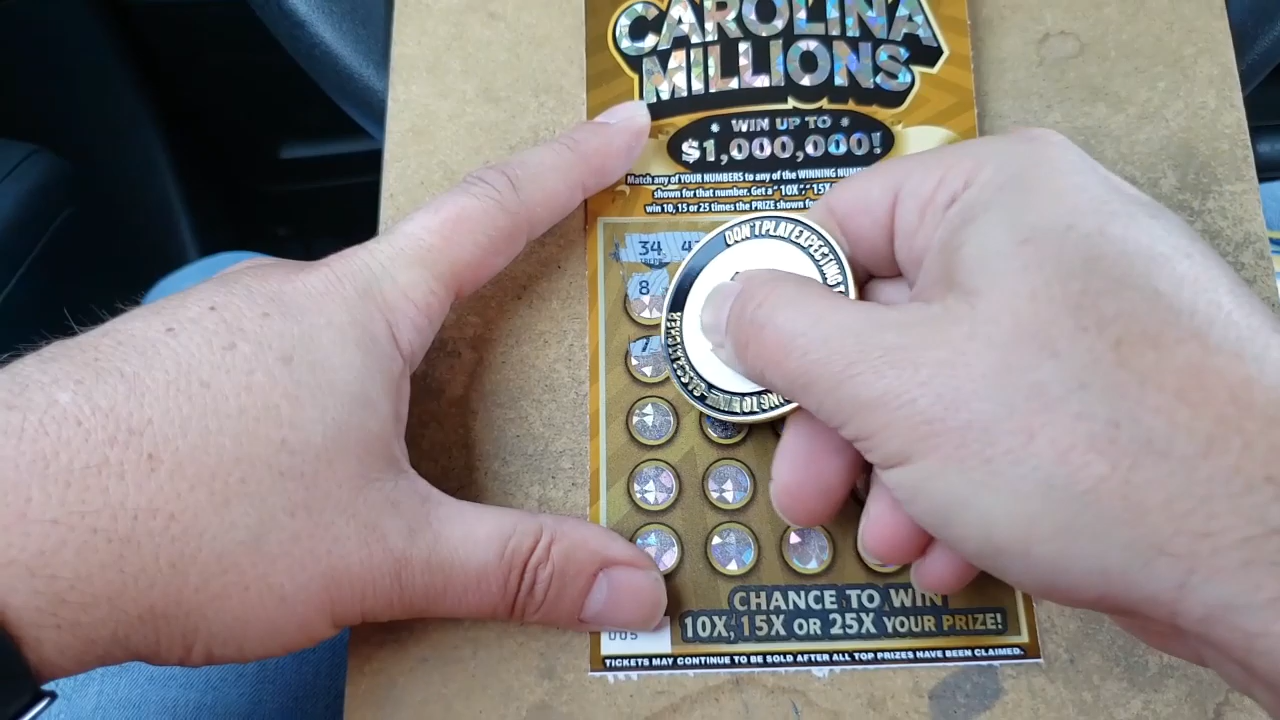 CAROLINA
MILLIONS
WIN UP TO
$1,000,000!
Match any of YOUR NUMBERS to any of the WINNING
shown for that number. Get a "10X", "15X
win 10, 15 or 25 times the PRIZE shown
DON'T PLAY EXPECTING
34
8
7
CHANCE TO WIN
10X, 15X OR 25X YOUR PRIZE!
005
TICKETS MAY CONTINUE TO BE SOLD AFTER ALL TOP PRIZES HAVE BEEN CLAIMED.